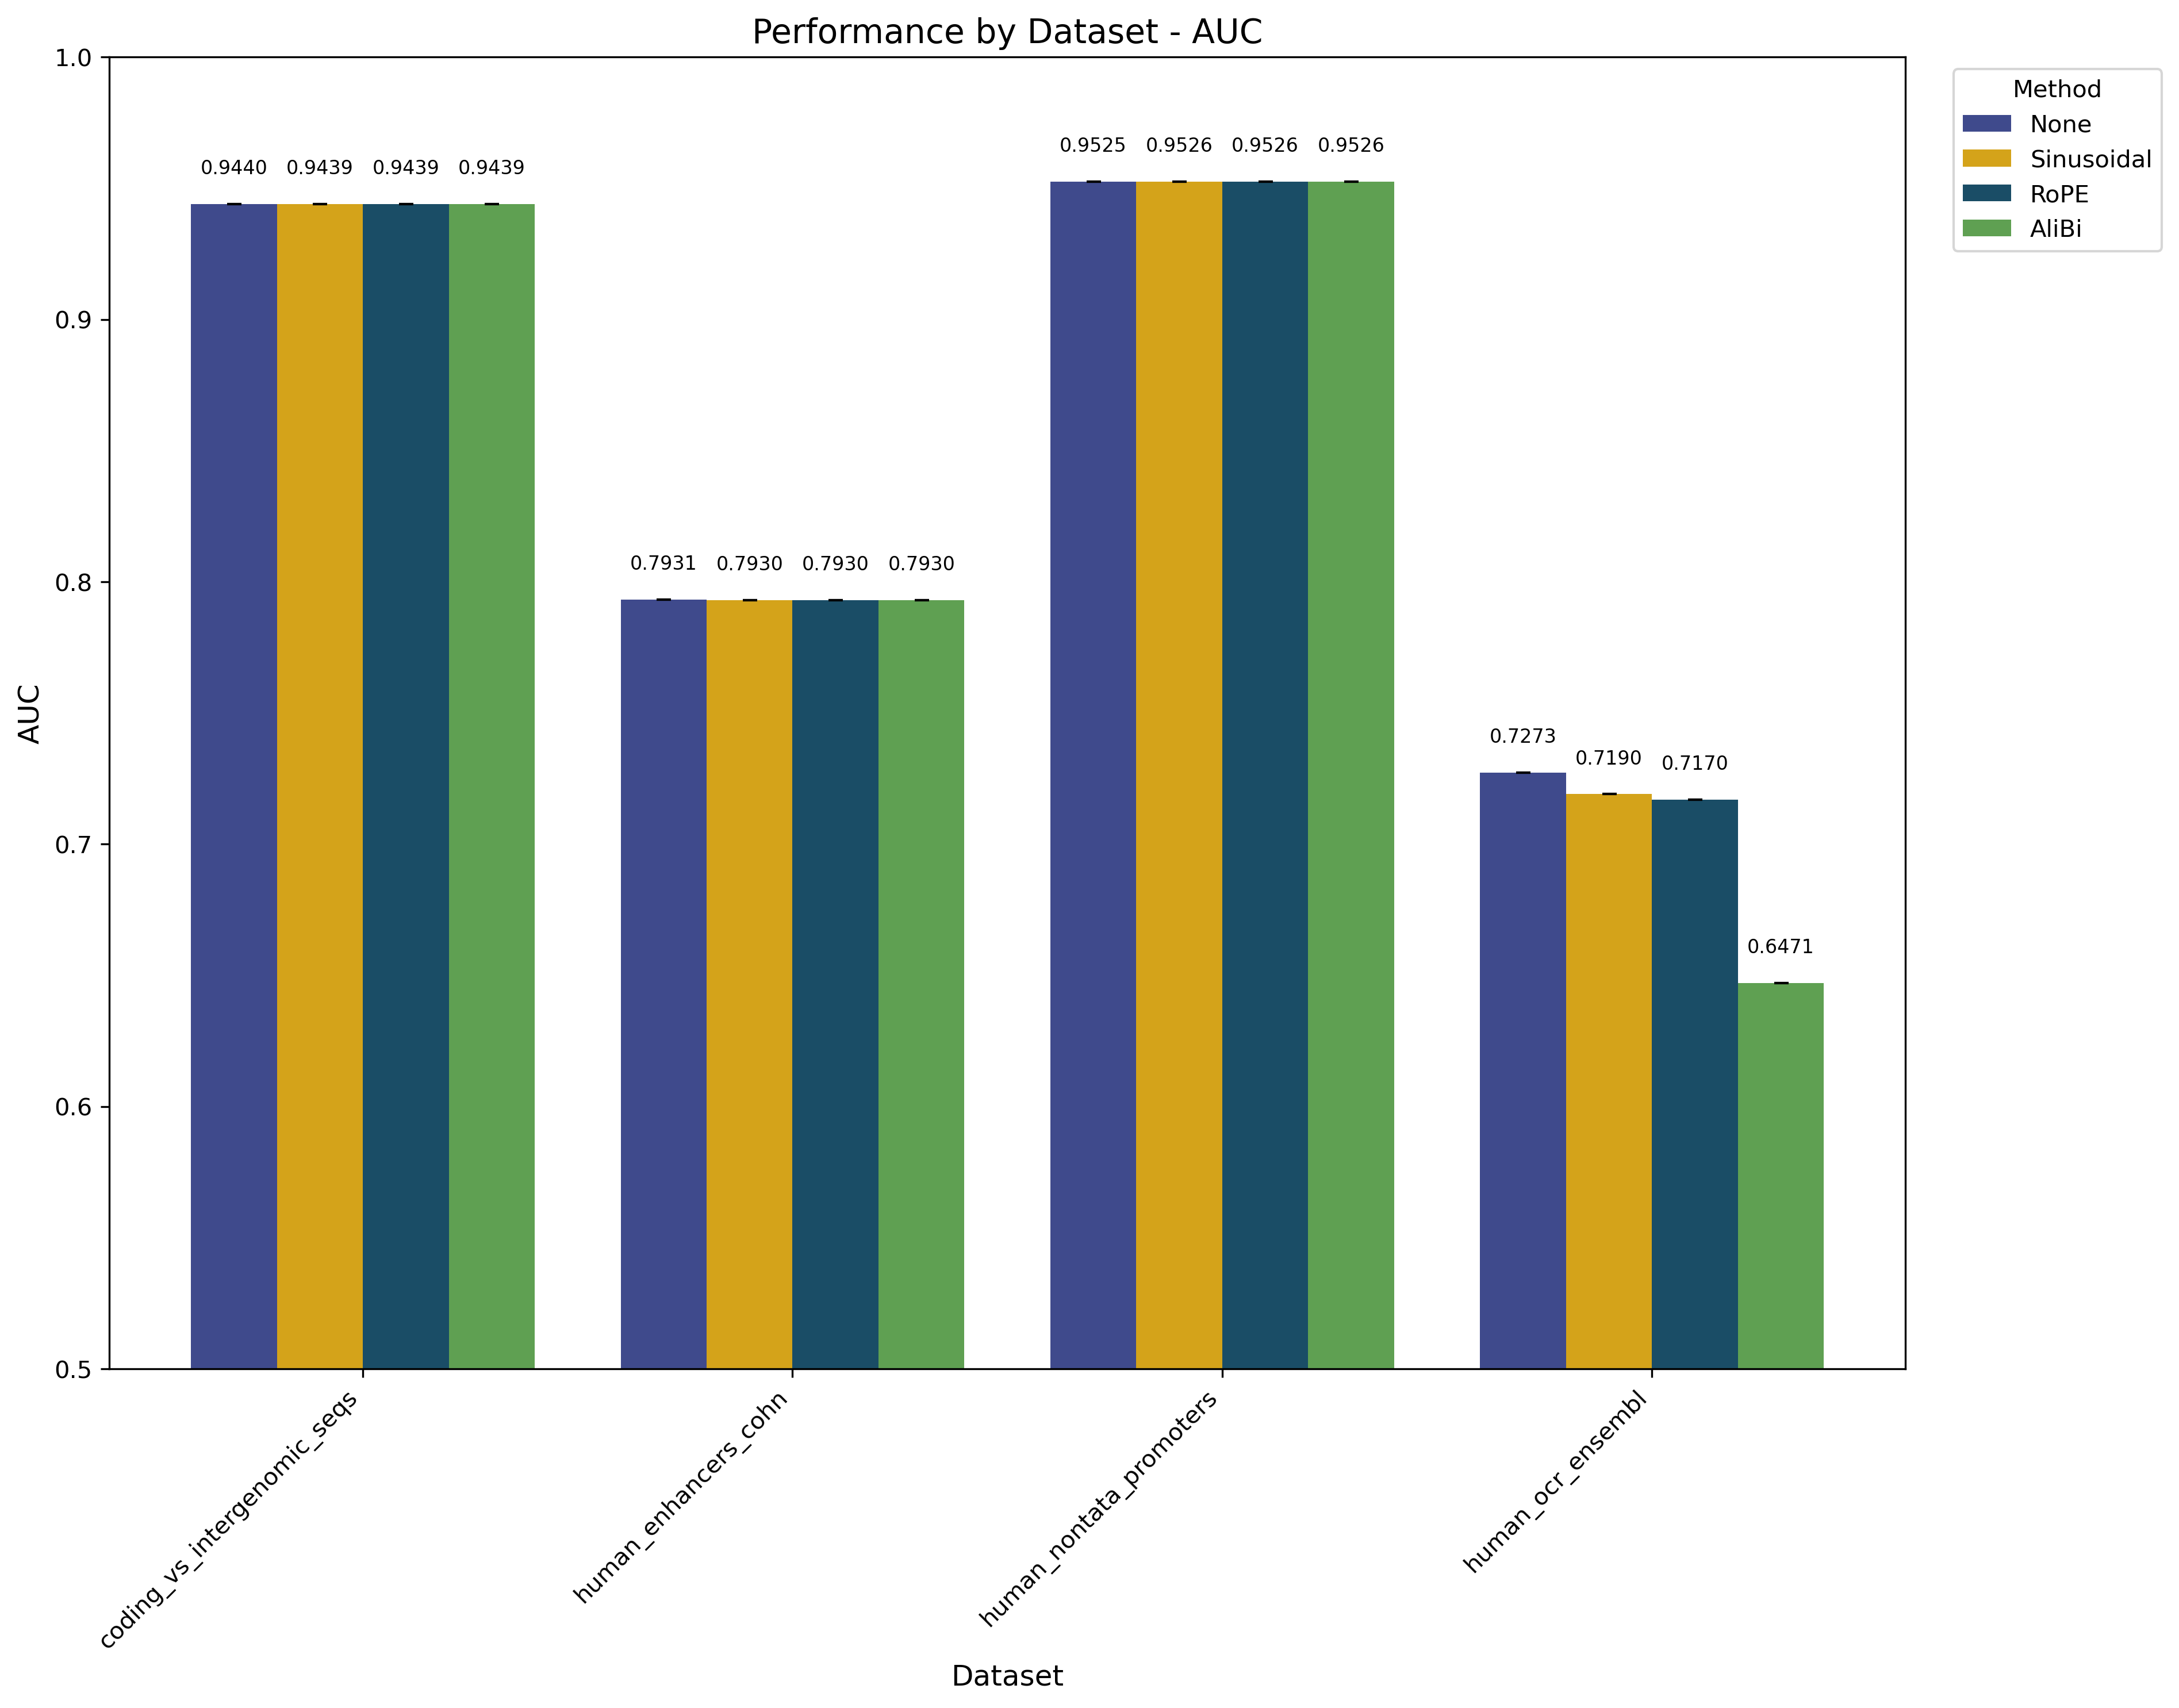 Performance by Dataset - AUC
Method
None
Sinusoidal
RoPE
AliBi
AUC
1.0
0.9
0.8
0.7
0.6
0.5
0.9440 0.9439 0.9439 0.9439
0.7931 0.7930 0.7930 0.7930
0.9525 0.9526 0.9526 0.9526
0.7273 0.7190 0.7170 0.6471
coding_vs_intergenomic_seqs
human_enhancers_cohn
human_nontata_promoters
human_ocr_ensembl
Dataset